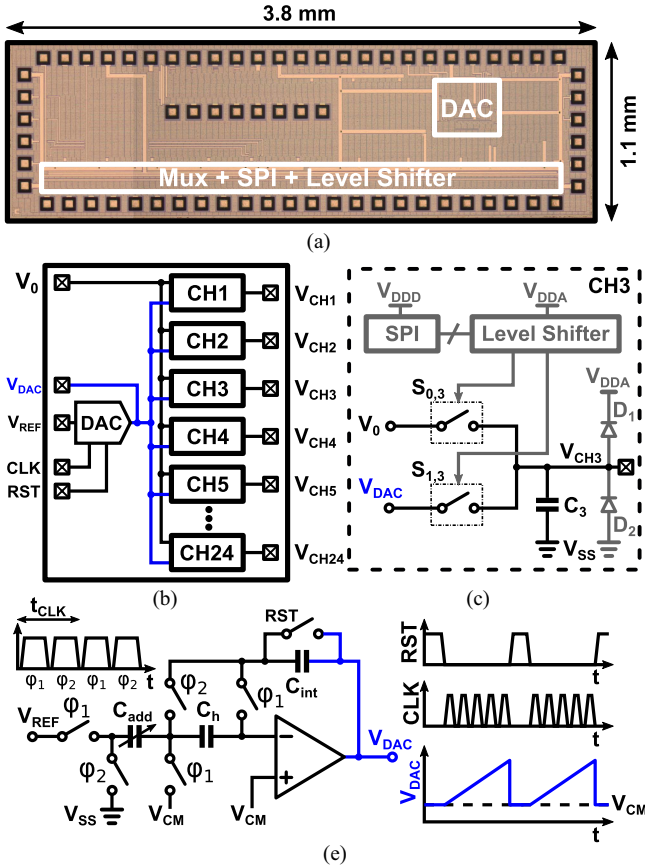 3.8 mm
1.1 mm
DAC
Mux + SPI + Level Shifter
(a)
V0
VDAC
VREF
DAC
CLK
RST
CH1
CH2
CH3
CH4
CH5
CH24
VCH1
VCH2
VCH3
VCH4
VCH5
VCH24
(b)
CH3
VDDD
VDDA
SPI
Level Shifter
S0,3
V0
S1,3
VDAC
VDDA
D1
VCH3
C3
D2
VSS
(c)
tCLK
φ1 φ2 φ1 φ2 t
RST
Cint
φ2
φ1
VREF
φ1
Cadd
Ch
φ2
φ1
VSS
VCM
VCM
−
+
VDAC
RST
t
CLK
t
VDAC
VCM
t
(e)